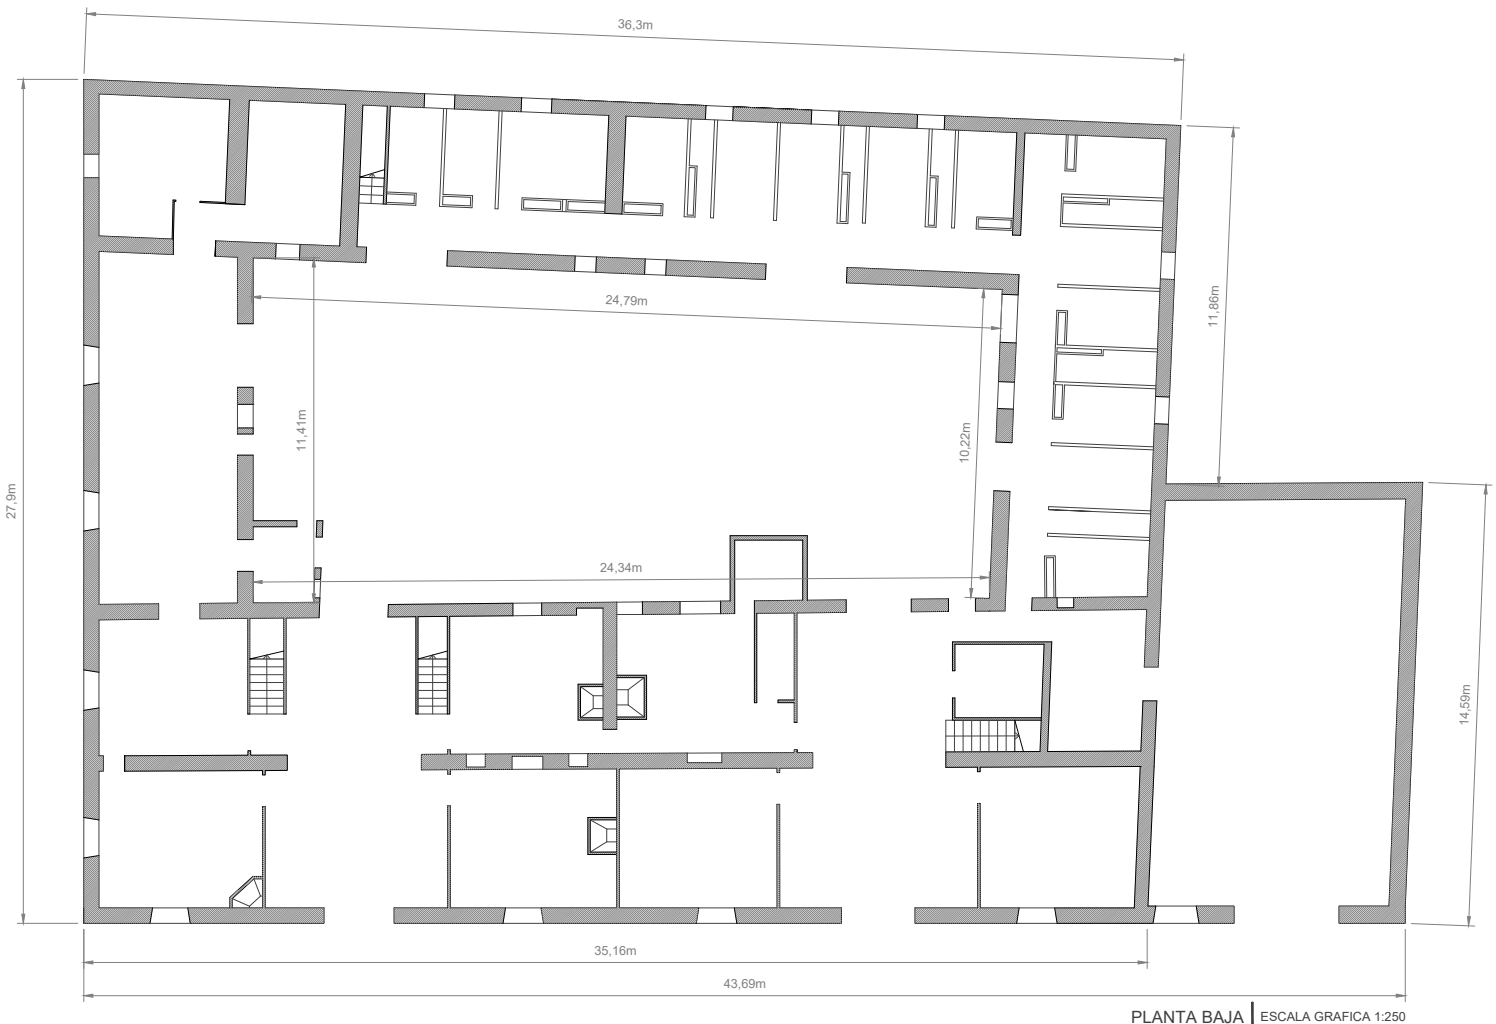 36,3m
24,79m
11,86m
11,41m
10,22m
27,9m
24,34m
14,59m
35,16m
43,69m
PLANTA BAJA ESCALA GRAFICA 1:250